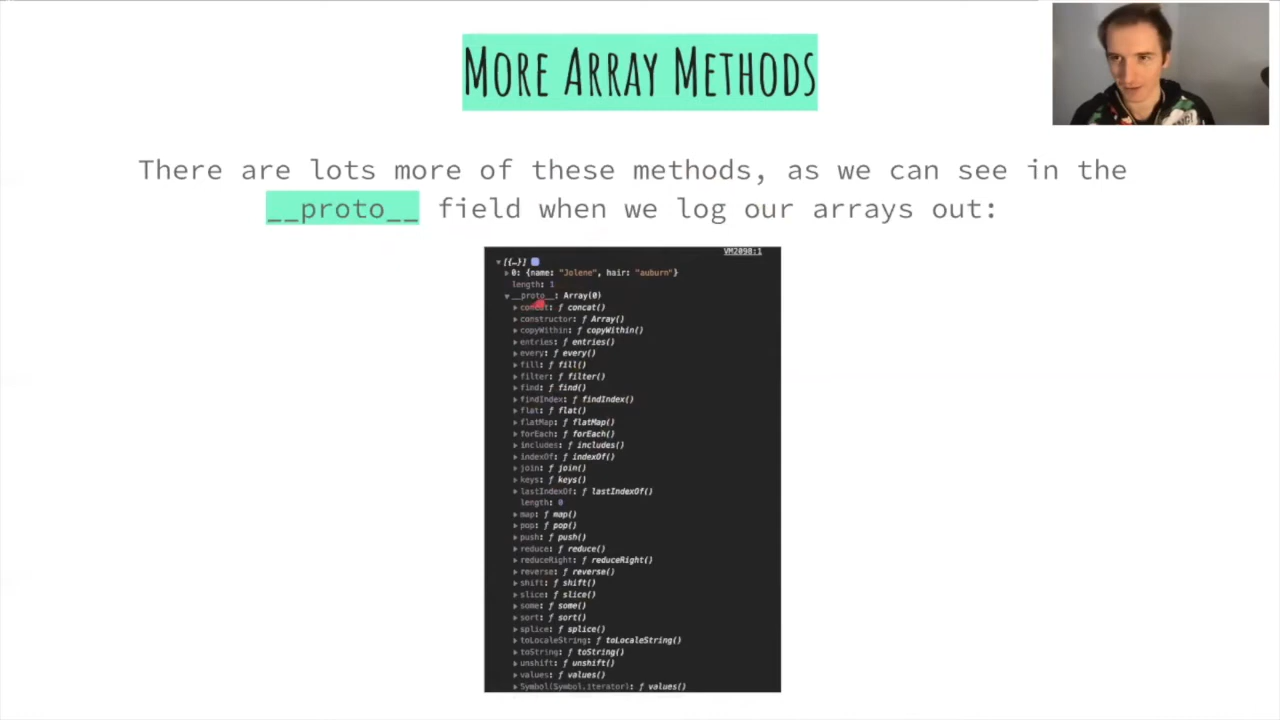 More Array Methods
There are lots more of these methods, as we can see in the
__proto__ field when we log our arrays out:
VM2098:1
▼[{…}]
▶0: {name: "Jolene", hair: "auburn"}
length: 1
▼__proto__: Array(0)
▶concat: ƒ concat()
▶constructor: ƒ Array()
▶copyWithin: ƒ copyWithin()
▶entries: ƒ entries()
▶every: ƒ every()
▶fill: ƒ fill()
▶filter: ƒ filter()
▶find: ƒ find()
▶findIndex: ƒ findIndex()
▶flat: ƒ flat()
▶flatMap: ƒ flatMap()
▶forEach: ƒ forEach()
▶includes: ƒ includes()
▶indexOf: ƒ indexOf()
▶join: ƒ join()
▶keys: ƒ keys()
▶lastIndexOf: ƒ lastIndexOf()
length: 0
▶map: ƒ map()
▶pop: ƒ pop()
▶push: ƒ push()
▶reduce: ƒ reduce()
▶reduceRight: ƒ reduceRight()
▶reverse: ƒ reverse()
▶shift: ƒ shift()
▶slice: ƒ slice()
▶some: ƒ some()
▶sort: ƒ sort()
▶splice: ƒ splice()
▶toLocaleString: ƒ toLocaleString()
▶toString: ƒ toString()
▶unshift: ƒ unshift()
▶values: ƒ values()
▶Symbol(Symbol.iterator): ƒ values()